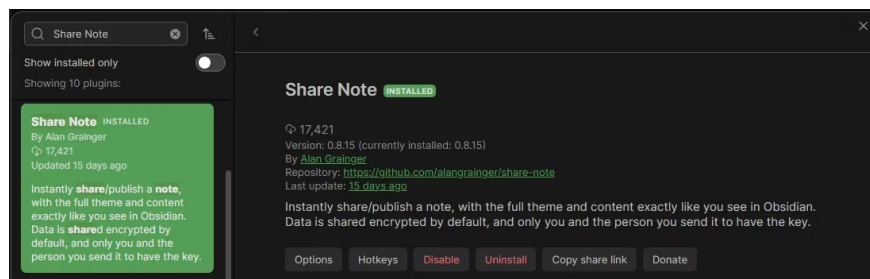 Share Note
Show installed only
Showing 10 plugins:
Share Note INSTALLED
By Alan Grainger
17,421
Updated 15 days ago
Instantly share/publish a note,
with the full theme and content
exactly like you see in Obsidian.
Data is shared encrypted by
default, and only you and the
person you send it to have the key.
Share Note INSTALLED
17,421
Version: 0.8.15 (currently installed: 0.8.15)
By Alan Grainger
Repository: https://github.com/alangrainger/share-note
Last update: 15 days ago
Instantly share/publish a note, with the full theme and content exactly like you see in Obsidian.
Data is shared encrypted by default, and only you and the person you send it to have the key.
Options Hotkeys Disable Uninstall Copy share link Donate